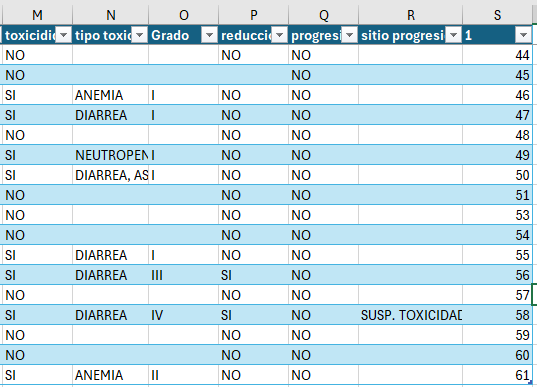 M N O P Q R S
toxicidi tipo toxic Grado reducci progresi sitio progresi 1
NO NO NO 44
NO NO 45
SI ANEMIA I NO NO 46
SI DIARREA I NO NO 47
NO NO NO 48
SI NEUTROPEN I NO NO 49
SI DIARREA, AS I NO NO 50
NO NO NO 51
NO NO NO 53
NO NO NO 54
SI DIARREA I NO NO 55
SI DIARREA III SI NO 56
NO NO NO 57
SI DIARREA IV SI NO SUSP. TOXICIDAD 58
NO NO NO 59
NO NO NO 60
SI ANEMIA II NO NO 61